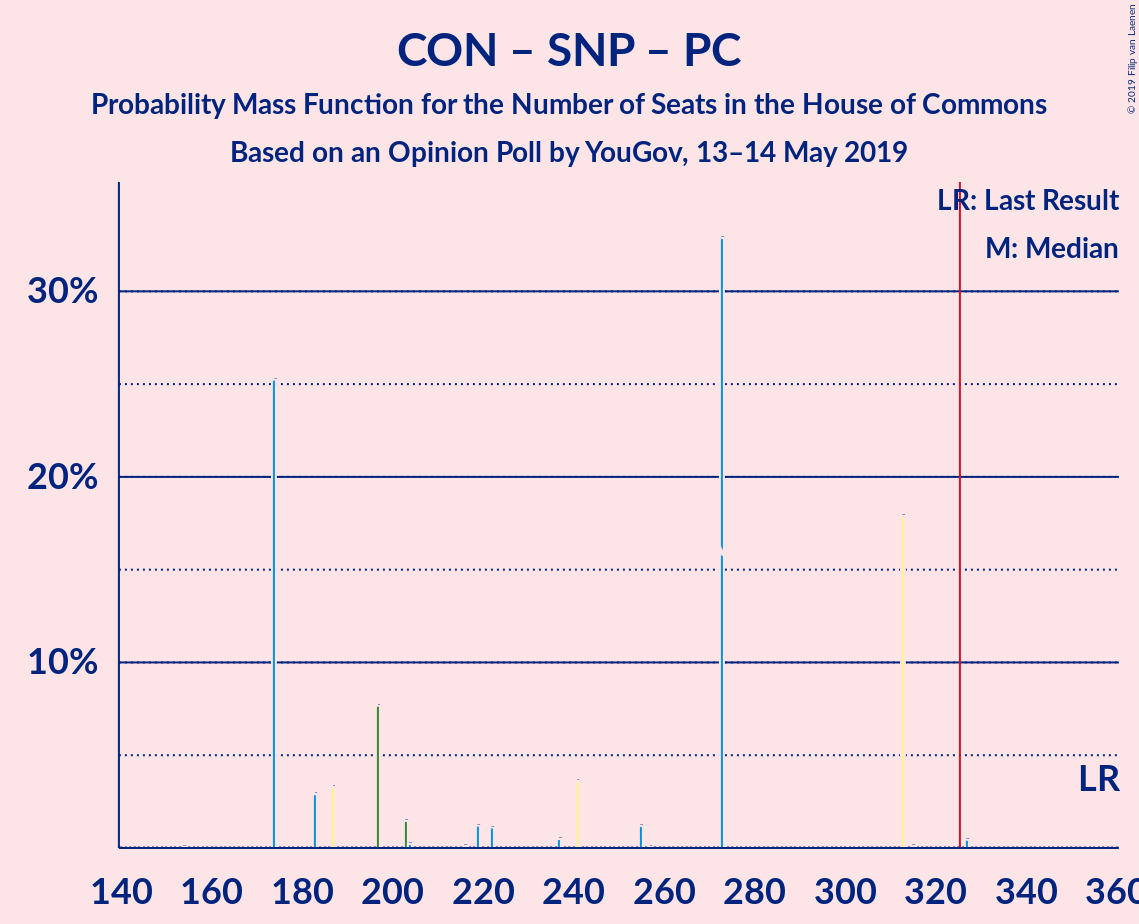 CON – SNP – PC
Probability Mass Function for the Number of Seats in the House of Commons
Based on an Opinion Poll by YouGov, 13–14 May 2019
© 2019 Filip van Laenen
LR: Last Result
M: Median
30%
20%
10%
LR
140 160 180 200 220 240 260 280 300 320 340 360